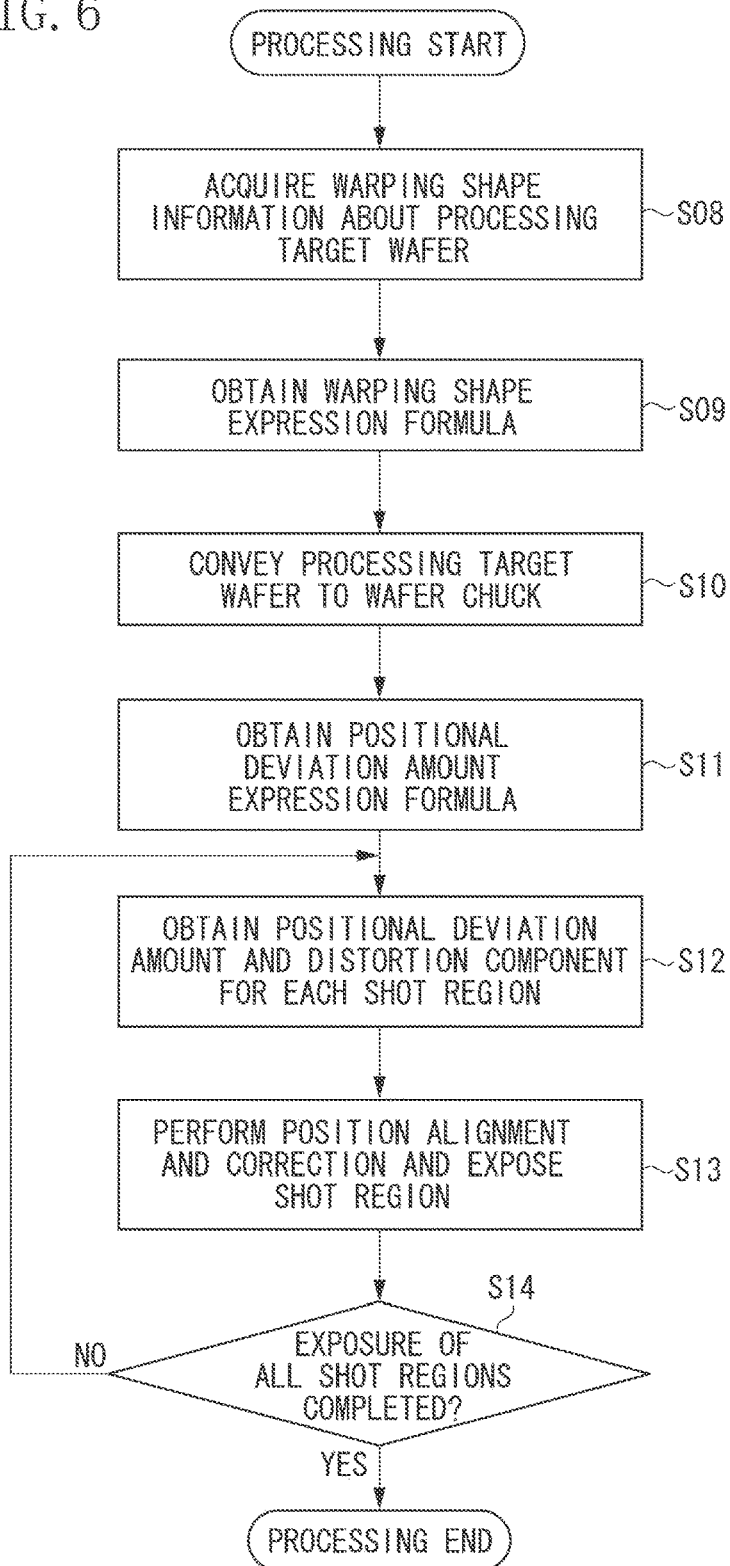 IG. 6
PROCESSING START
ACQUIRE WARPING SHAPE
INFORMATION ABOUT PROCESSING
TARGET WAFER
S08
OBTAIN WARPING SHAPE
EXPRESSION FORMULA
S09
CONVEY PROCESSING TARGET
WAFER TO WAFER CHUCK
S10
OBTAIN POSITIONAL
DEVIATION AMOUNT
EXPRESSION FORMULA
S11
OBTAIN POSITIONAL DEVIATION
AMOUNT AND DISTORTION COMPONENT
FOR EACH SHOT REGION
S12
PERFORM POSITION ALIGNMENT
AND CORRECTION AND EXPOSE
SHOT REGION
S13
S14
EXPOSURE OF
ALL SHOT REGIONS
COMPLETED?
NO
YES
PROCESSING END